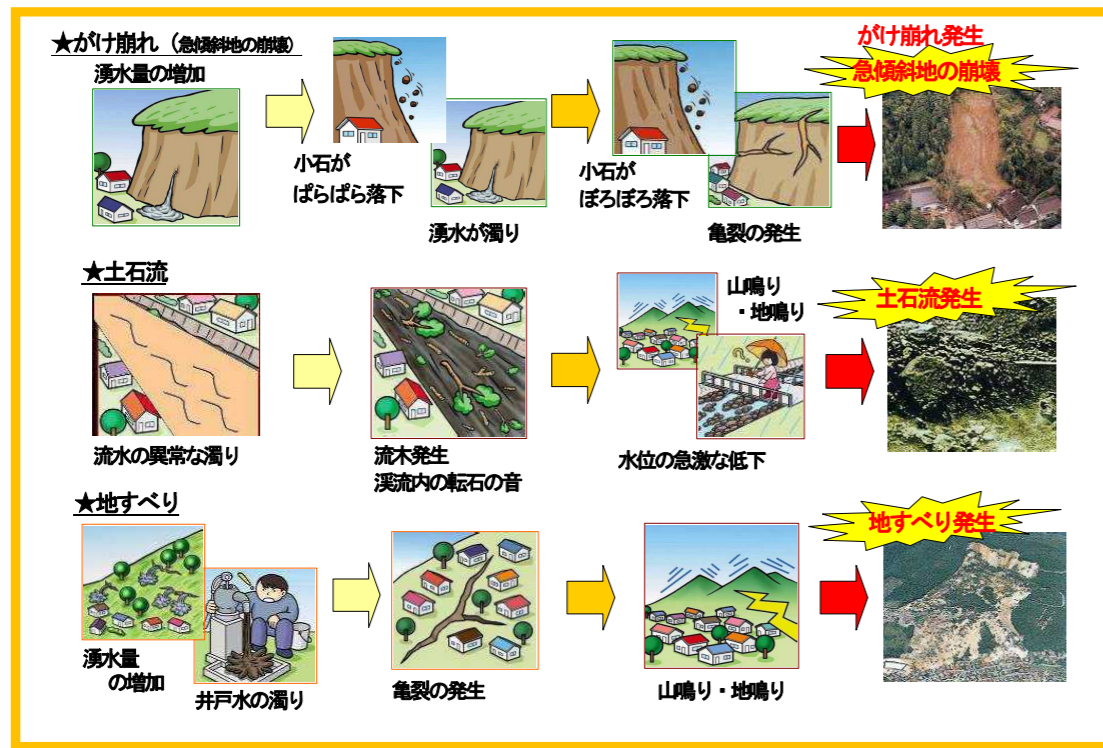 ★がけ崩れ（急傾斜地の崩壊）
湧水量の増加
小石が
ぱらぱら落下
湧水が濁り
小石が
ぼろぼろ落下
亀裂の発生
がけ崩れ発生
急傾斜地の崩壊
★土石流
流水の異常な濁り
流木発生
渓流内の転石の音
山鳴り
・地鳴り
水位の急激な低下
土石流発生
★地すべり
湧水量
の増加
井戸水の濁り
亀裂の発生
山鳴り・地鳴り
地すべり発生